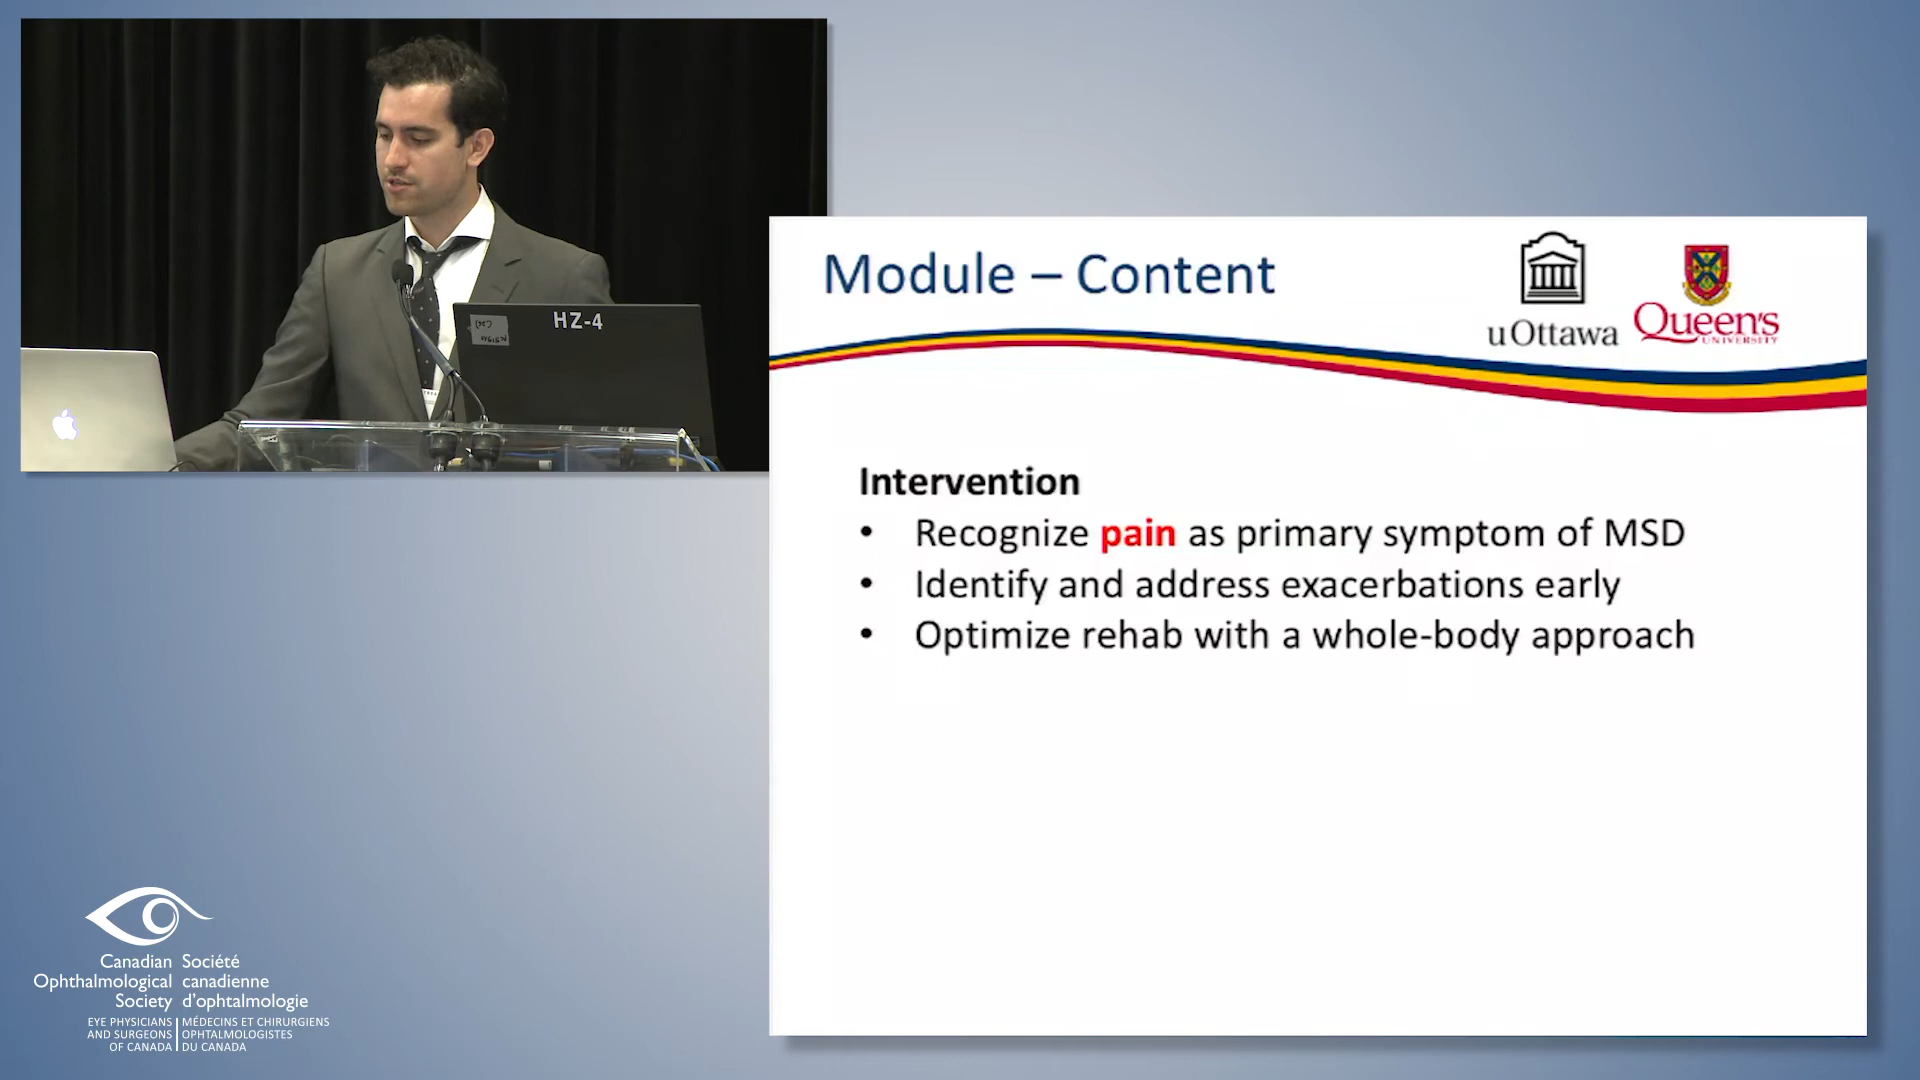 HZ-4
Module – Content
uOttawa
Queen's
UNIVERSITY
Intervention
• Recognize pain as primary symptom of MSD
• Identify and address exacerbations early
• Optimize rehab with a whole-body approach
Canadian Société
Ophthalmological canadienne
Society d'ophtalmologie
EYE PHYSICIANS MÉDECINS ET CHIRURGIENS
AND SURGEONS OPHTALMOLOGISTES
OF CANADA DU CANADA